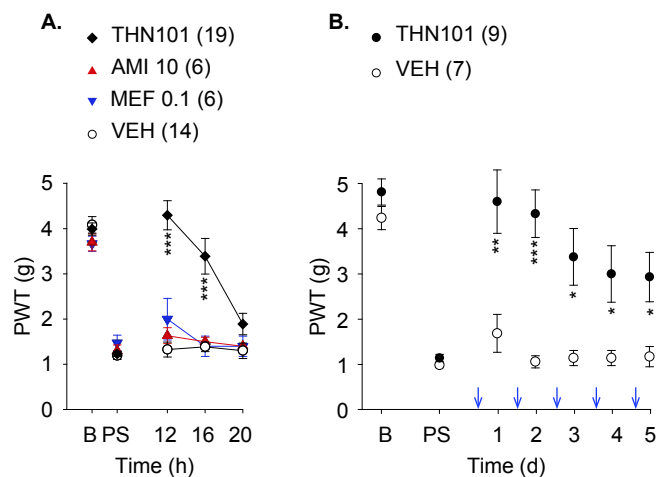 A.
THN101 (19)
AMI 10 (6)
MEF 0.1 (6)
VEH (14)
PWT (g)
5
4
3
2
1
0
***
***
B PS 12 16 20
Time (h)
B.
THN101 (9)
VEH (7)
PWT (g)
5
4
3
2
1
0
**
***
*
*
*
B PS 1 2 3 4 5
Time (d)